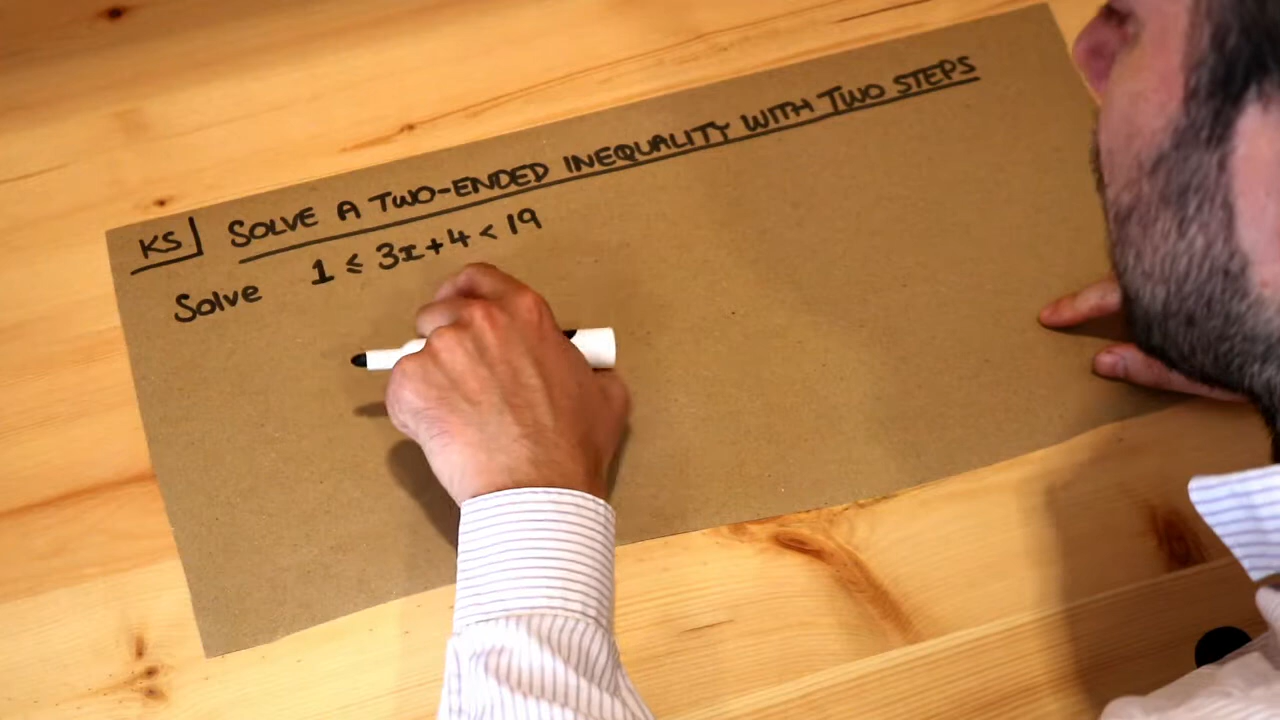 KS SOLVE A TWO-ENDED INEQUALITY WITH TWO STEPS
Solve 1 ≤ 3x+4 < 19